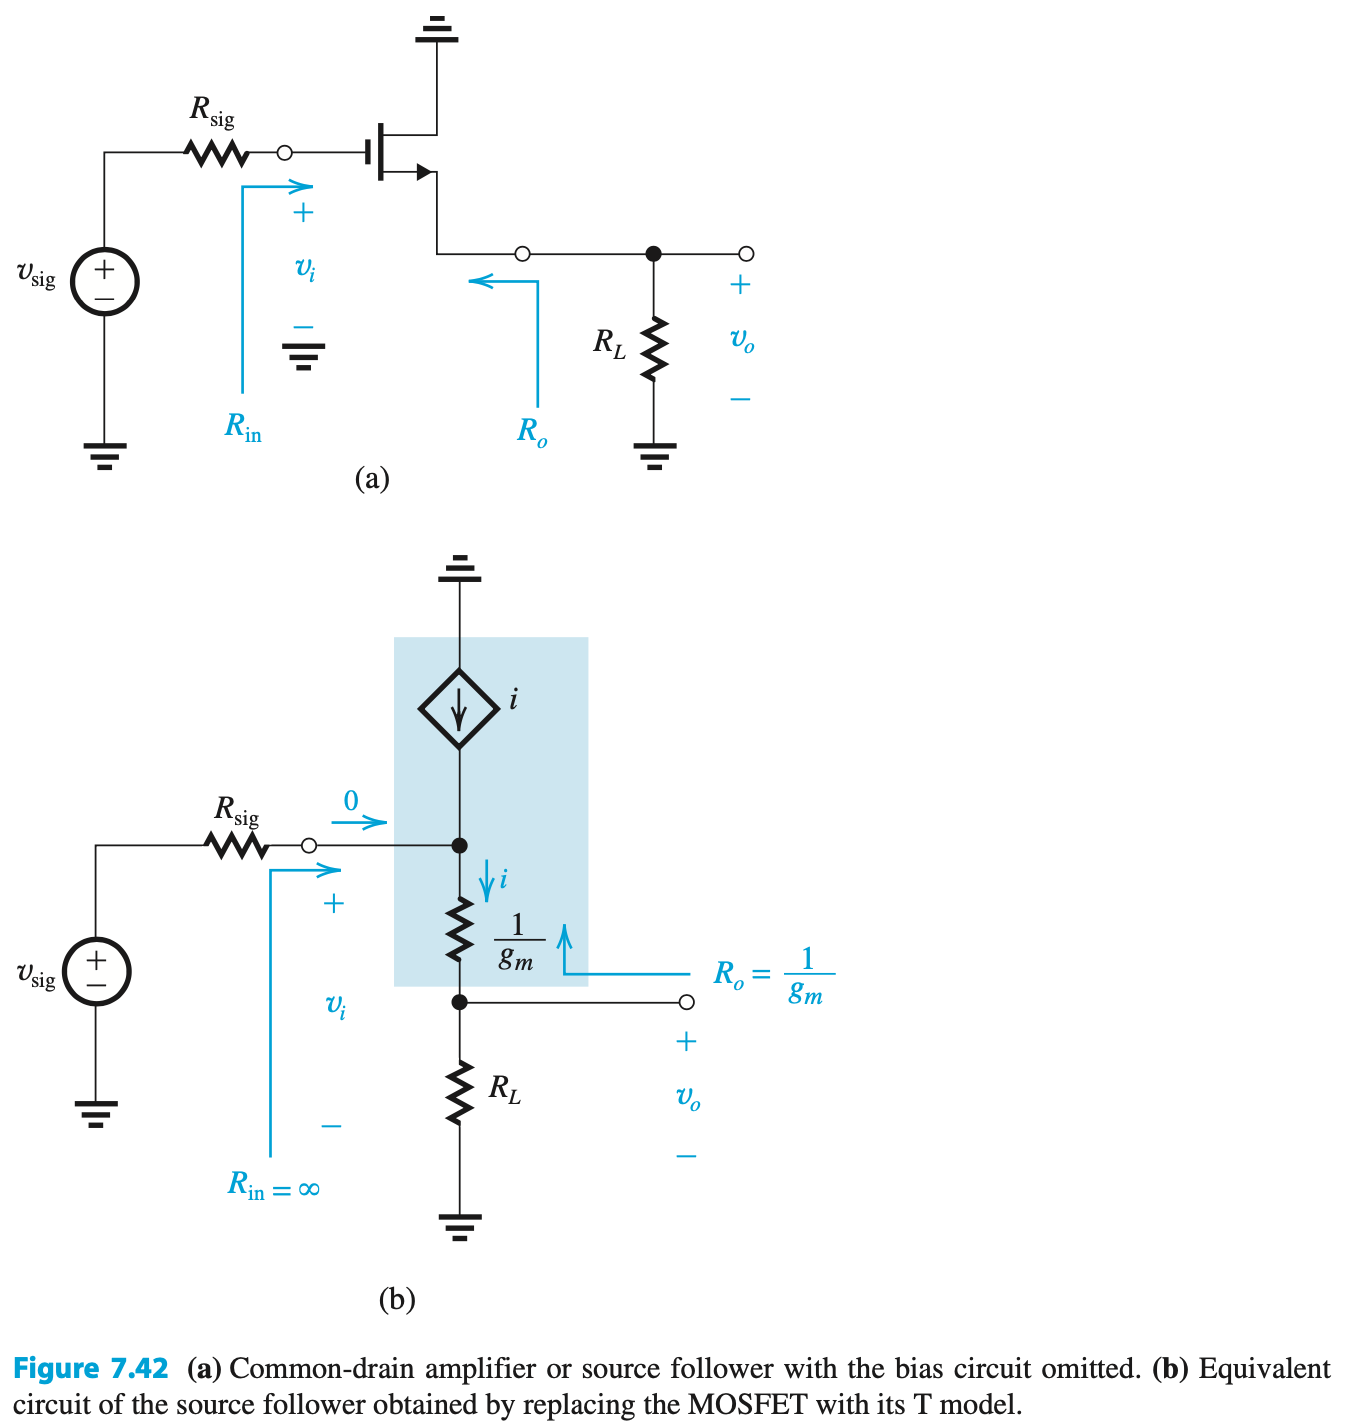 R_sig
+
v_i
−
v_sig
+
−
R_in
R_o
R_L
+
v_o
−
(a)
i
0
R_sig
i
+
1
g_m
R_o = 1/g_m
v_sig
+
−
v_i
+
v_o
−
R_L
−
R_in = ∞
(b)
Figure 7.42 (a) Common-drain amplifier or source follower with the bias circuit omitted. (b) Equivalent
circuit of the source follower obtained by replacing the MOSFET with its T model.